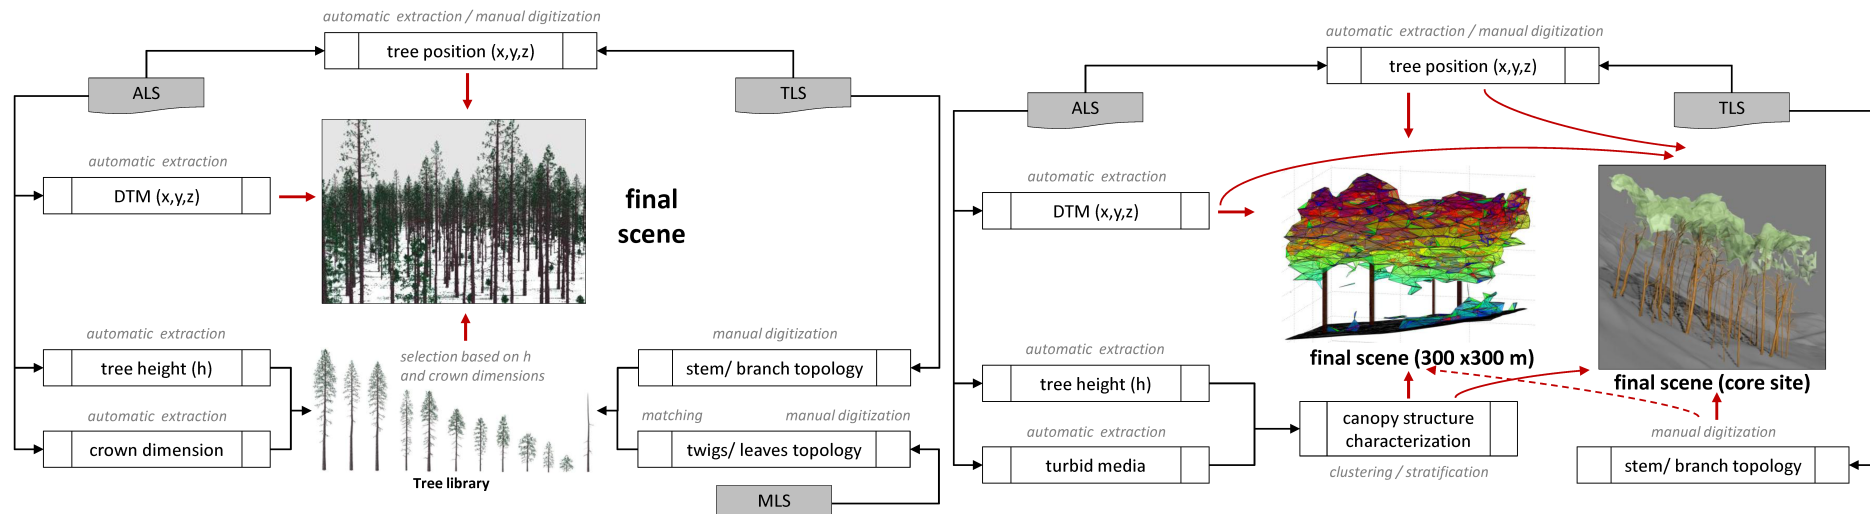 automatic extraction / manual digitization
tree position (x,y,z)
ALS
TLS
automatic extraction
DTM (x,y,z)
final
scene
automatic extraction
tree height (h)
automatic extraction
crown dimension
selection based on h
and crown dimensions
Tree library
manual digitization
stem/ branch topology
matching
manual digitization
twigs/ leaves topology
MLS
automatic extraction / manual digitization
tree position (x,y,z)
ALS
TLS
automatic extraction
DTM (x,y,z)
final scene (300 x300 m)
final scene (core site)
automatic extraction
tree height (h)
automatic extraction
turbid media
canopy structure
characterization
clustering / stratification
manual digitization
stem/ branch topology